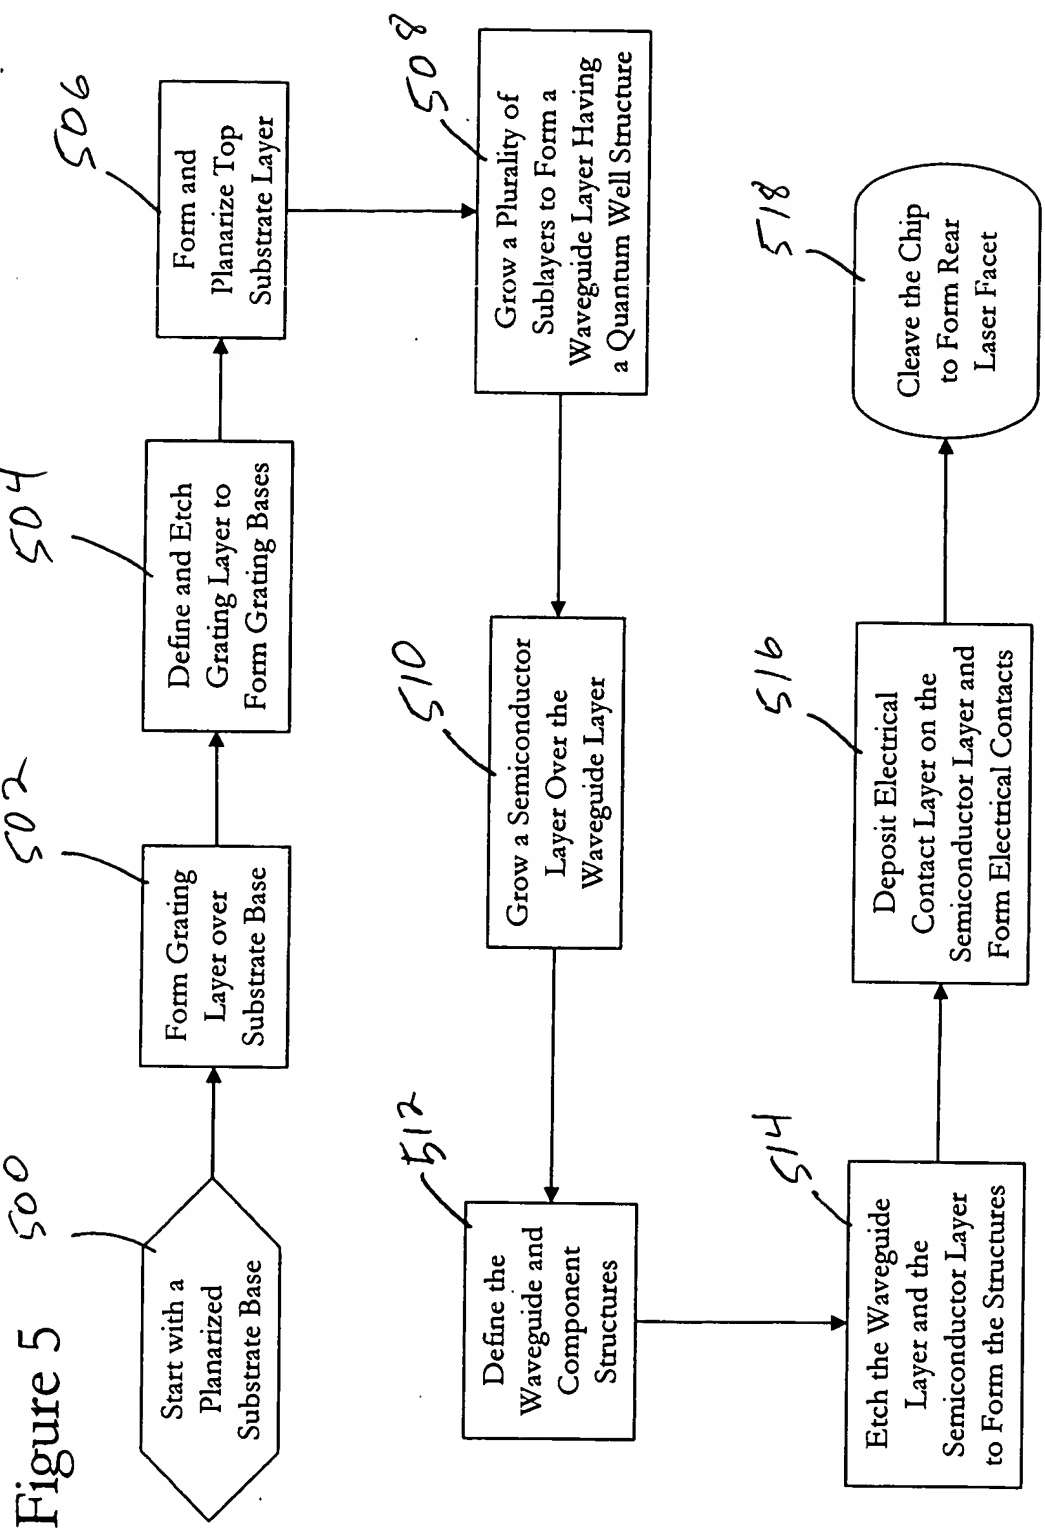 Figure 5
500
Start with a
Planarized
Substrate Base
502
Form Grating
Layer over
Substrate Base
504
Define and Etch
Grating Layer to
Form Grating Bases
506
Form and
Planarize Top
Substrate Layer
508
Grow a Plurality of
Sublayers to Form a
Waveguide Layer Having
a Quantum Well Structure
510
Grow a Semiconductor
Layer Over the
Waveguide Layer
512
Define the
Waveguide and
Component
Structures
514
Etch the Waveguide
Layer and the
Semiconductor Layer
to Form the Structures
516
Deposit Electrical
Contact Layer on the
Semiconductor Layer and
Form Electrical Contacts
518
Cleave the Chip
to Form Rear
Laser Facet